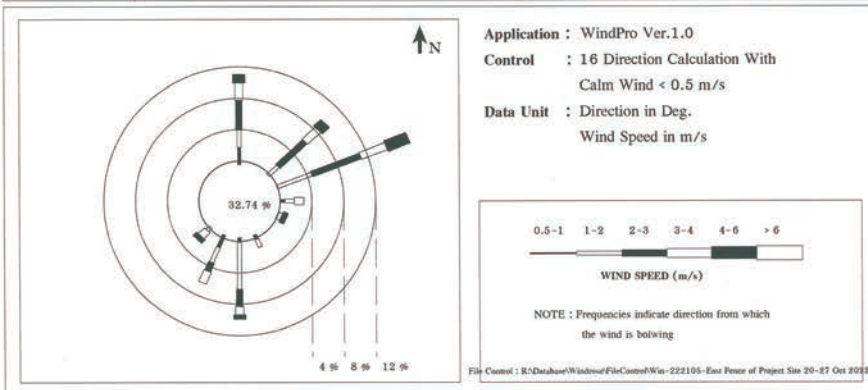 N
32.74 %
4 %  8 %  12 %
Application : WindPro Ver.1.0
Control : 16 Direction Calculation With
Calm Wind < 0.5 m/s
Data Unit : Direction in Deg.
Wind Speed in m/s
0.5-1  1-2  2-3  3-4  4-6  >6
WIND SPEED (m/s)
NOTE : Frequencies indicate direction from which
the wind is bolwing
File Control : R:\Database\Windrose\FileControl\Win-222105-East Fence of Project Site 20-27 Oct